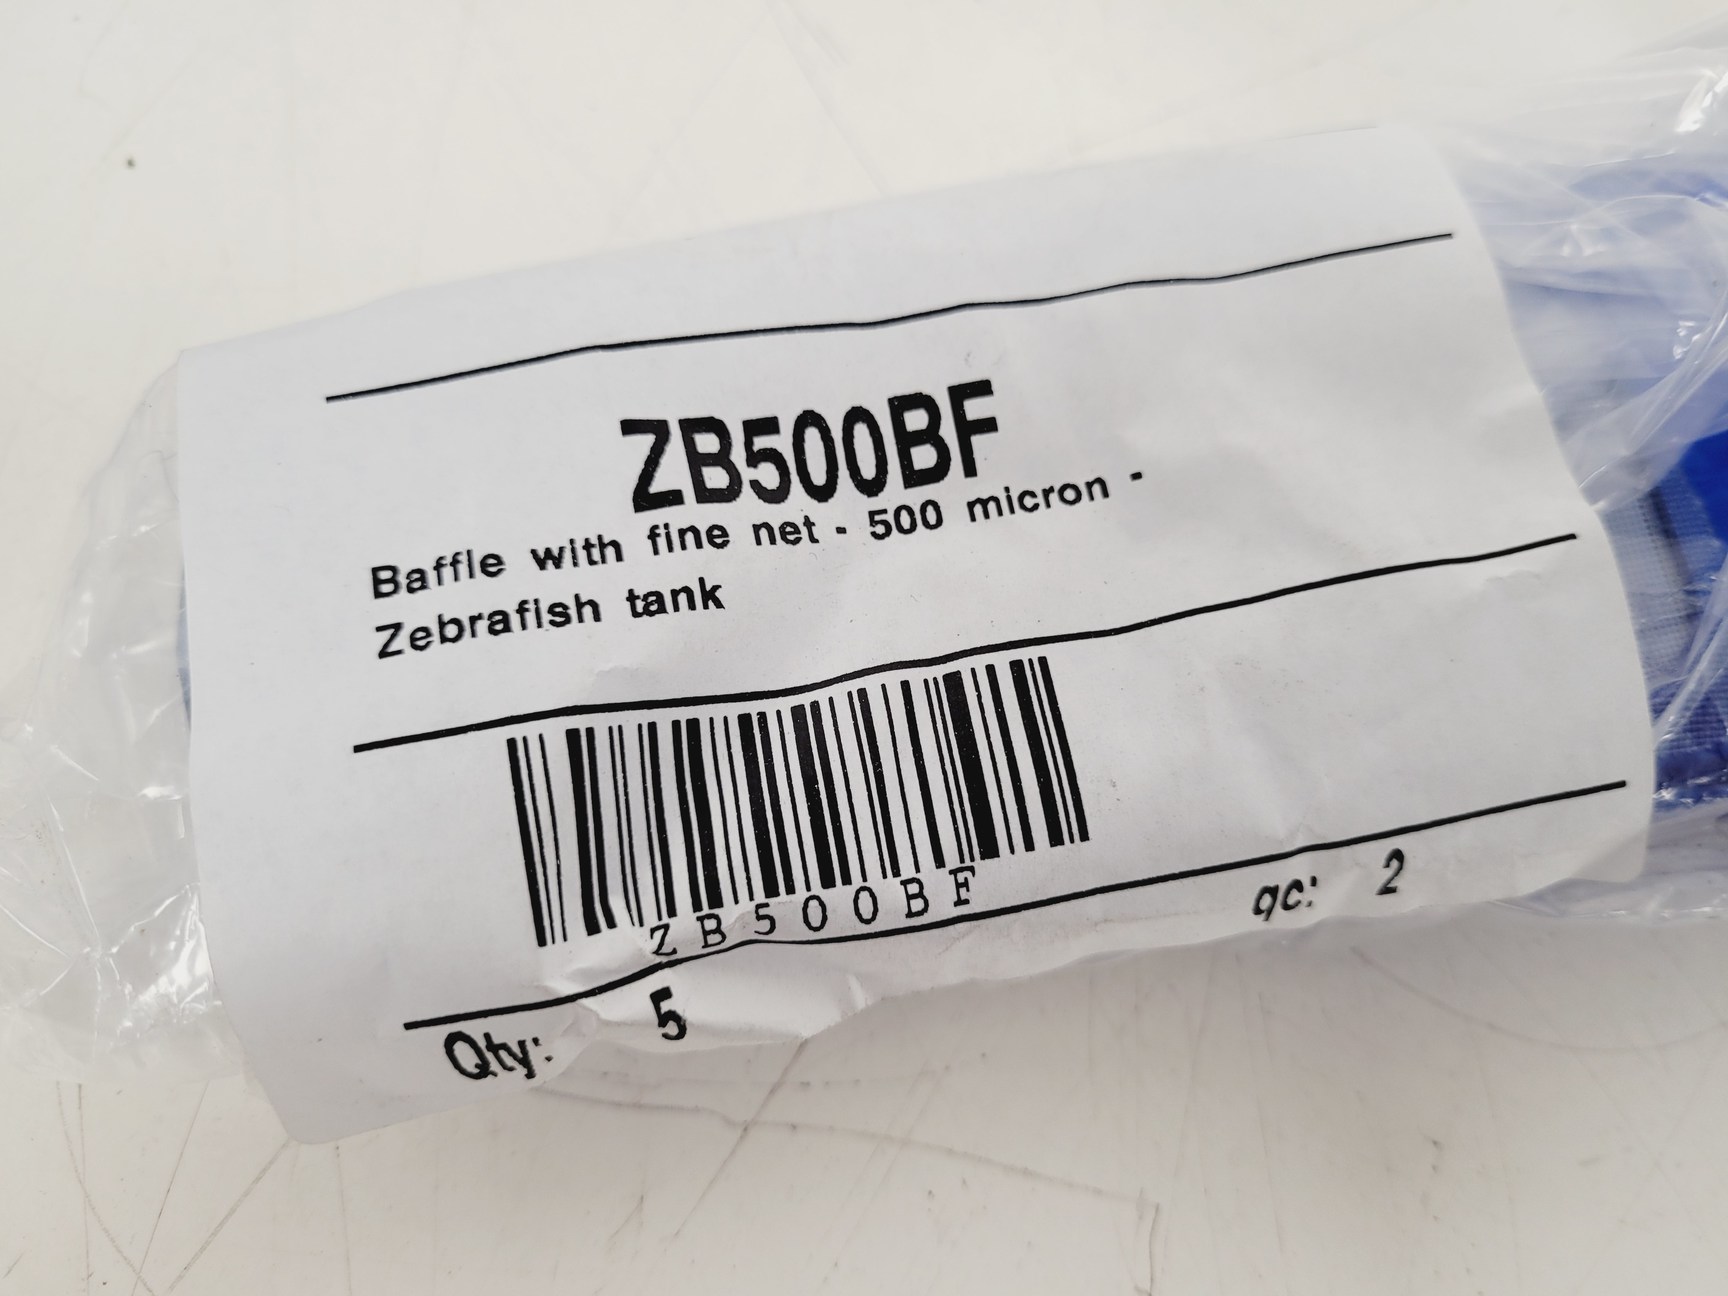 ZB500BF
Baffle with fine net - 500 micron -
Zebrafish tank
ZB500BF
Qty: 5 qc: 2